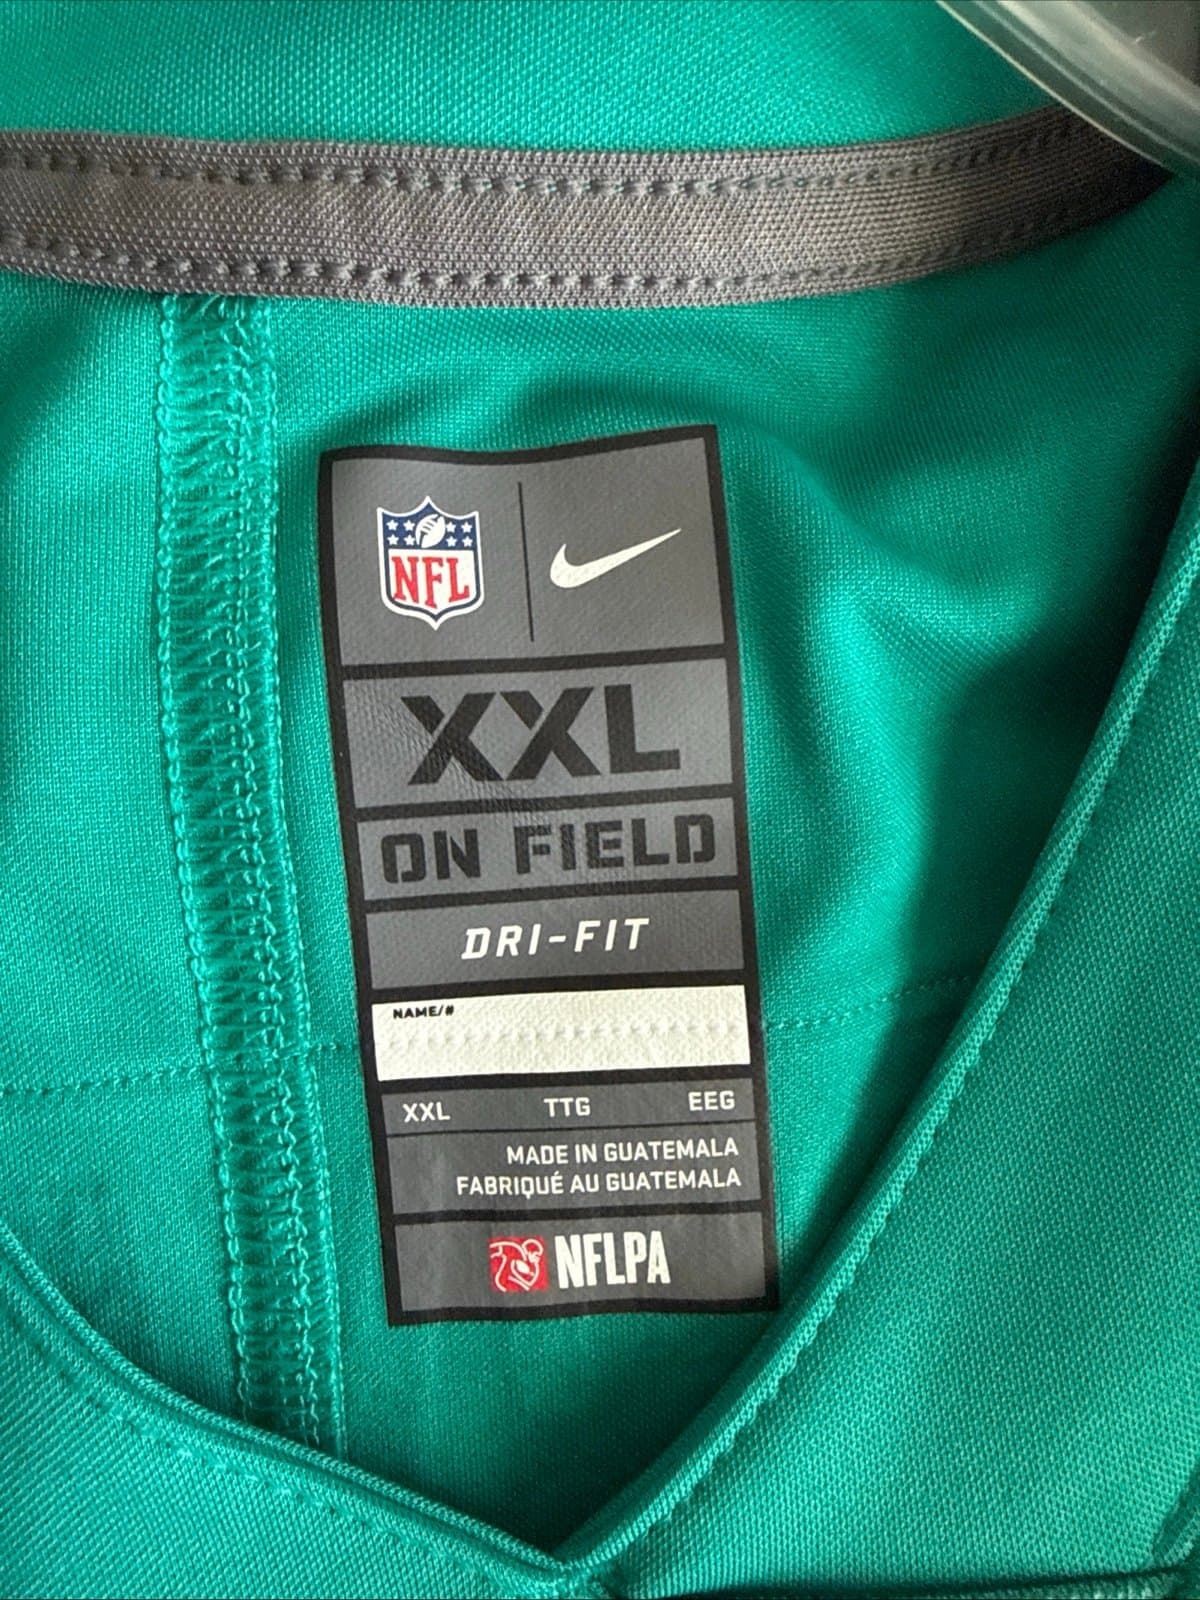 NFL
XXL
ON FIELD
DRI-FIT
NAME/#
XXL TTG EEG
MADE IN GUATEMALA
FABRIQUÉ AU GUATEMALA
NFLPA